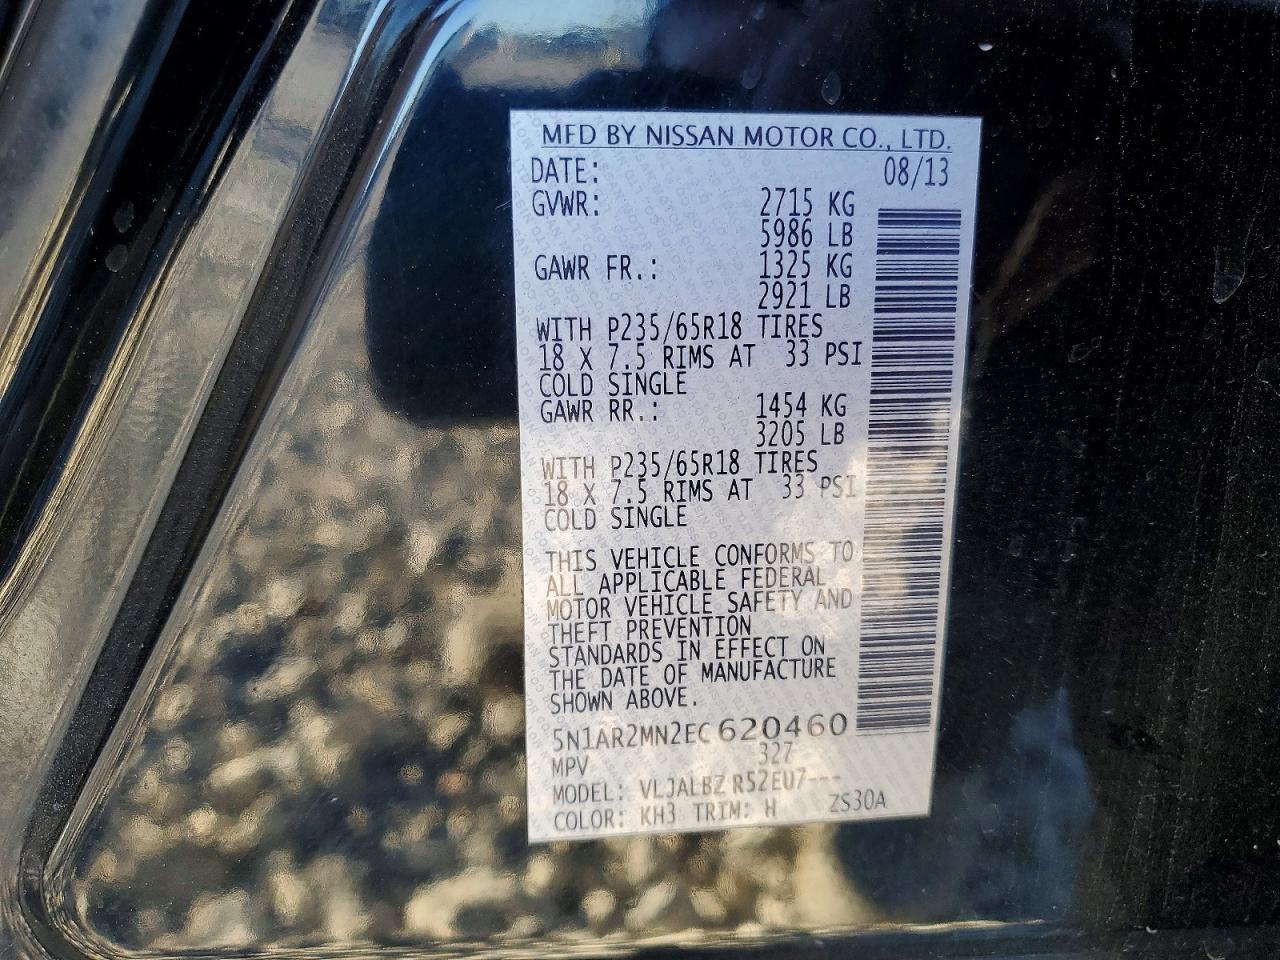 MFD BY NISSAN MOTOR CO., LTD.
DATE: 08/13
GVWR: 2715 KG
5986 LB
GAWR FR.: 1325 KG
2921 LB
WITH P235/65R18 TIRES
18 X 7.5 RIMS AT 33 PSI
COLD SINGLE
GAWR RR.: 1454 KG
3205 LB
WITH P235/65R18 TIRES
18 X 7.5 RIMS AT 33 PSI
COLD SINGLE
THIS VEHICLE CONFORMS TO
ALL APPLICABLE FEDERAL
MOTOR VEHICLE SAFETY AND
THEFT PREVENTION
STANDARDS IN EFFECT ON
THE DATE OF MANUFACTURE
SHOWN ABOVE.
5N1AR2MN2EC620460
MPV 327
MODEL: VLJALBZ R52EU7---
COLOR: KH3 TRIM: H ZS30A